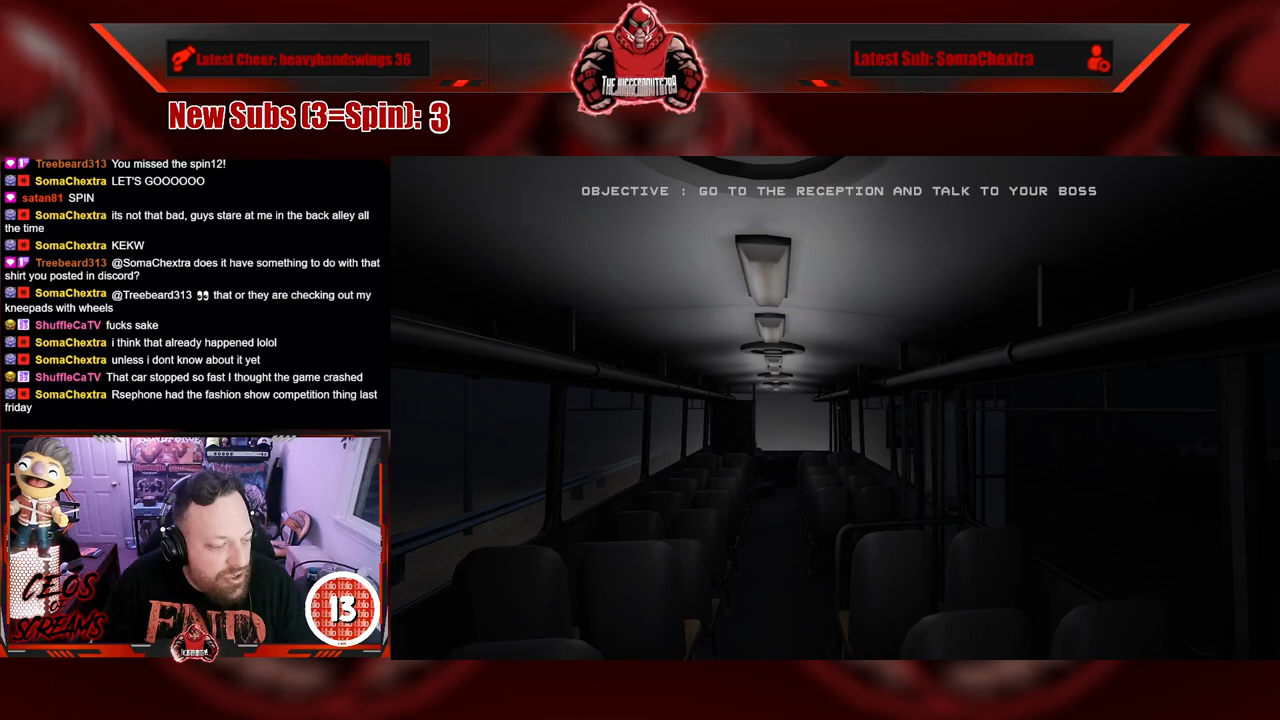 Latest Cheer: heavyhandswings 36
THEJUGGERNAUT6789
Latest Sub: SomaChextra
New Subs (3=Spin): 3
Treebeard313 You missed the spin12!
SomaChextra LET'S GOOOOOO
satan81 SPIN
SomaChextra its not that bad, guys stare at me in the back alley all
the time
SomaChextra KEKW
Treebeard313 @SomaChextra does it have something to do with that
shirt you posted in discord?
SomaChextra @Treebeard313 👀 that or they are checking out my
kneepads with wheels
ShuffleCaTV fucks sake
SomaChextra i think that already happened lolol
SomaChextra unless i dont know about it yet
ShuffleCaTV That car stopped so fast I thought the game crashed
SomaChextra Rsephone had the fashion show competition thing last
friday
OBJECTIVE : GO TO THE RECEPTION AND TALK TO YOUR BOSS
CEOS
OF
SCREAMS
13